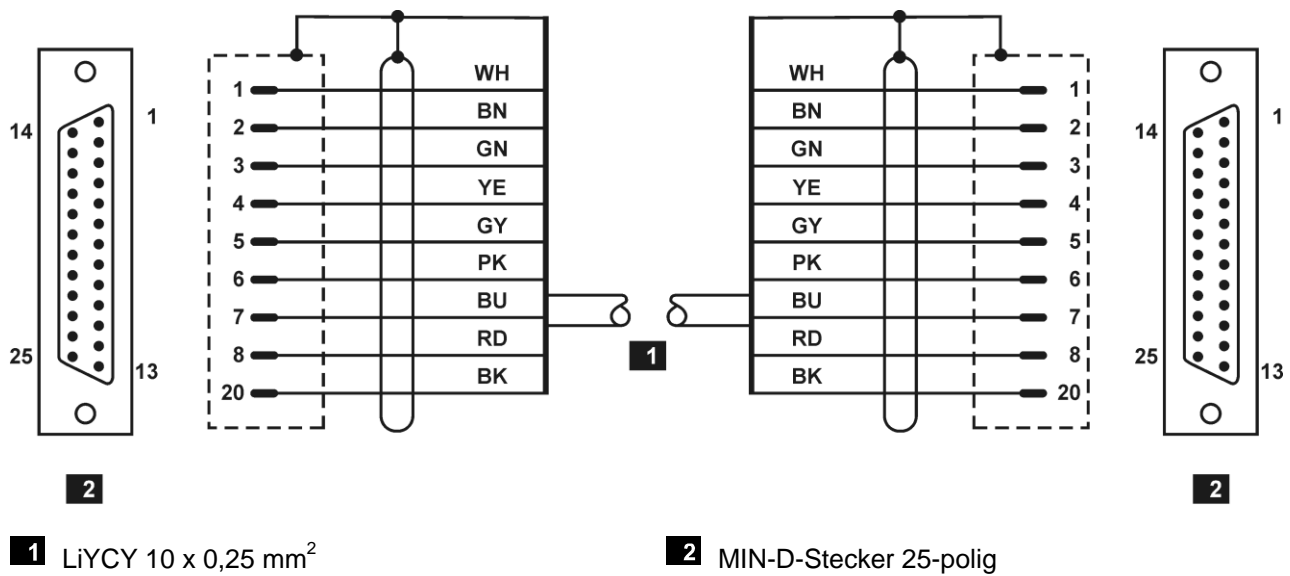 WH WH
1 1
1 1
BN BN
14 2 2 14
GN GN
3 3
YE YE
4 4
GY GY
5 5
PK PK
6 6
BU BU
7 7
RD RD
25 8 1 8 25
13 BK BK 13
20 20
2 2
1 LiYCY 10 x 0,25 mm² 2 MIN-D-Stecker 25-polig